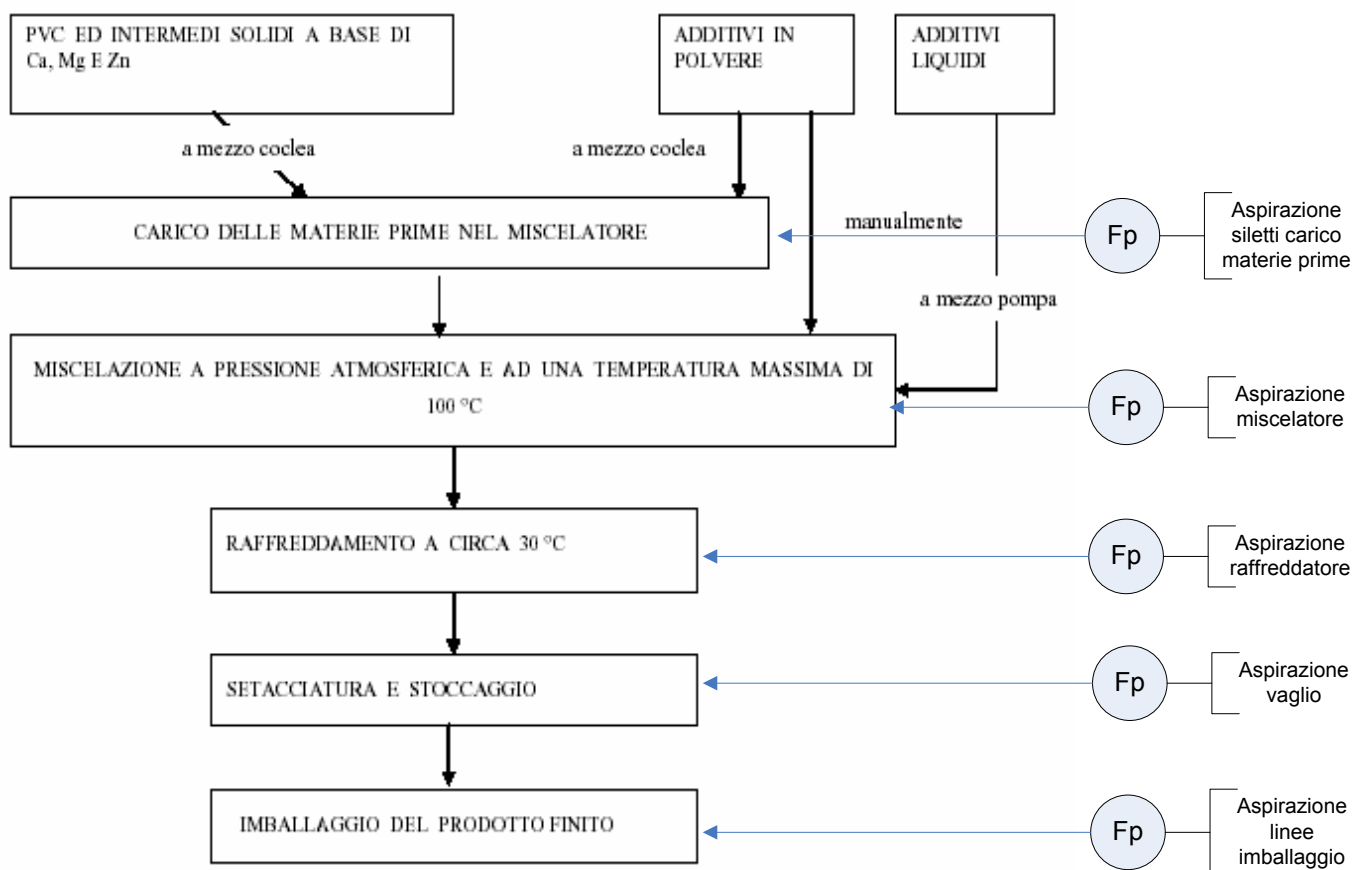 PVC ED INTERMEDI SOLIDI A BASE DI
Ca, Mg E Zn
ADDITIVI IN
POLVERE
ADDITIVI
LIQUIDI
a mezzo coclea
a mezzo coclea
CARICO DELLE MATERIE PRIME NEL MISCELATORE
manualmente
Fp
Aspirazione
siletti carico
materie prime
a mezzo pompa
MISCELAZIONE A PRESSIONE ATMOSFERICA E AD UNA TEMPERATURA MASSIMA DI
100 °C
Fp
Aspirazione
miscelatore
RAFFREDDAMENTO A CIRCA 30 °C
Fp
Aspirazione
raffreddatore
SETACCIATURA E STOCCAGGIO
Fp
Aspirazione
vaglio
IMBALLAGGIO DEL PRODOTTO FINITO
Fp
Aspirazione
linee
imballaggio